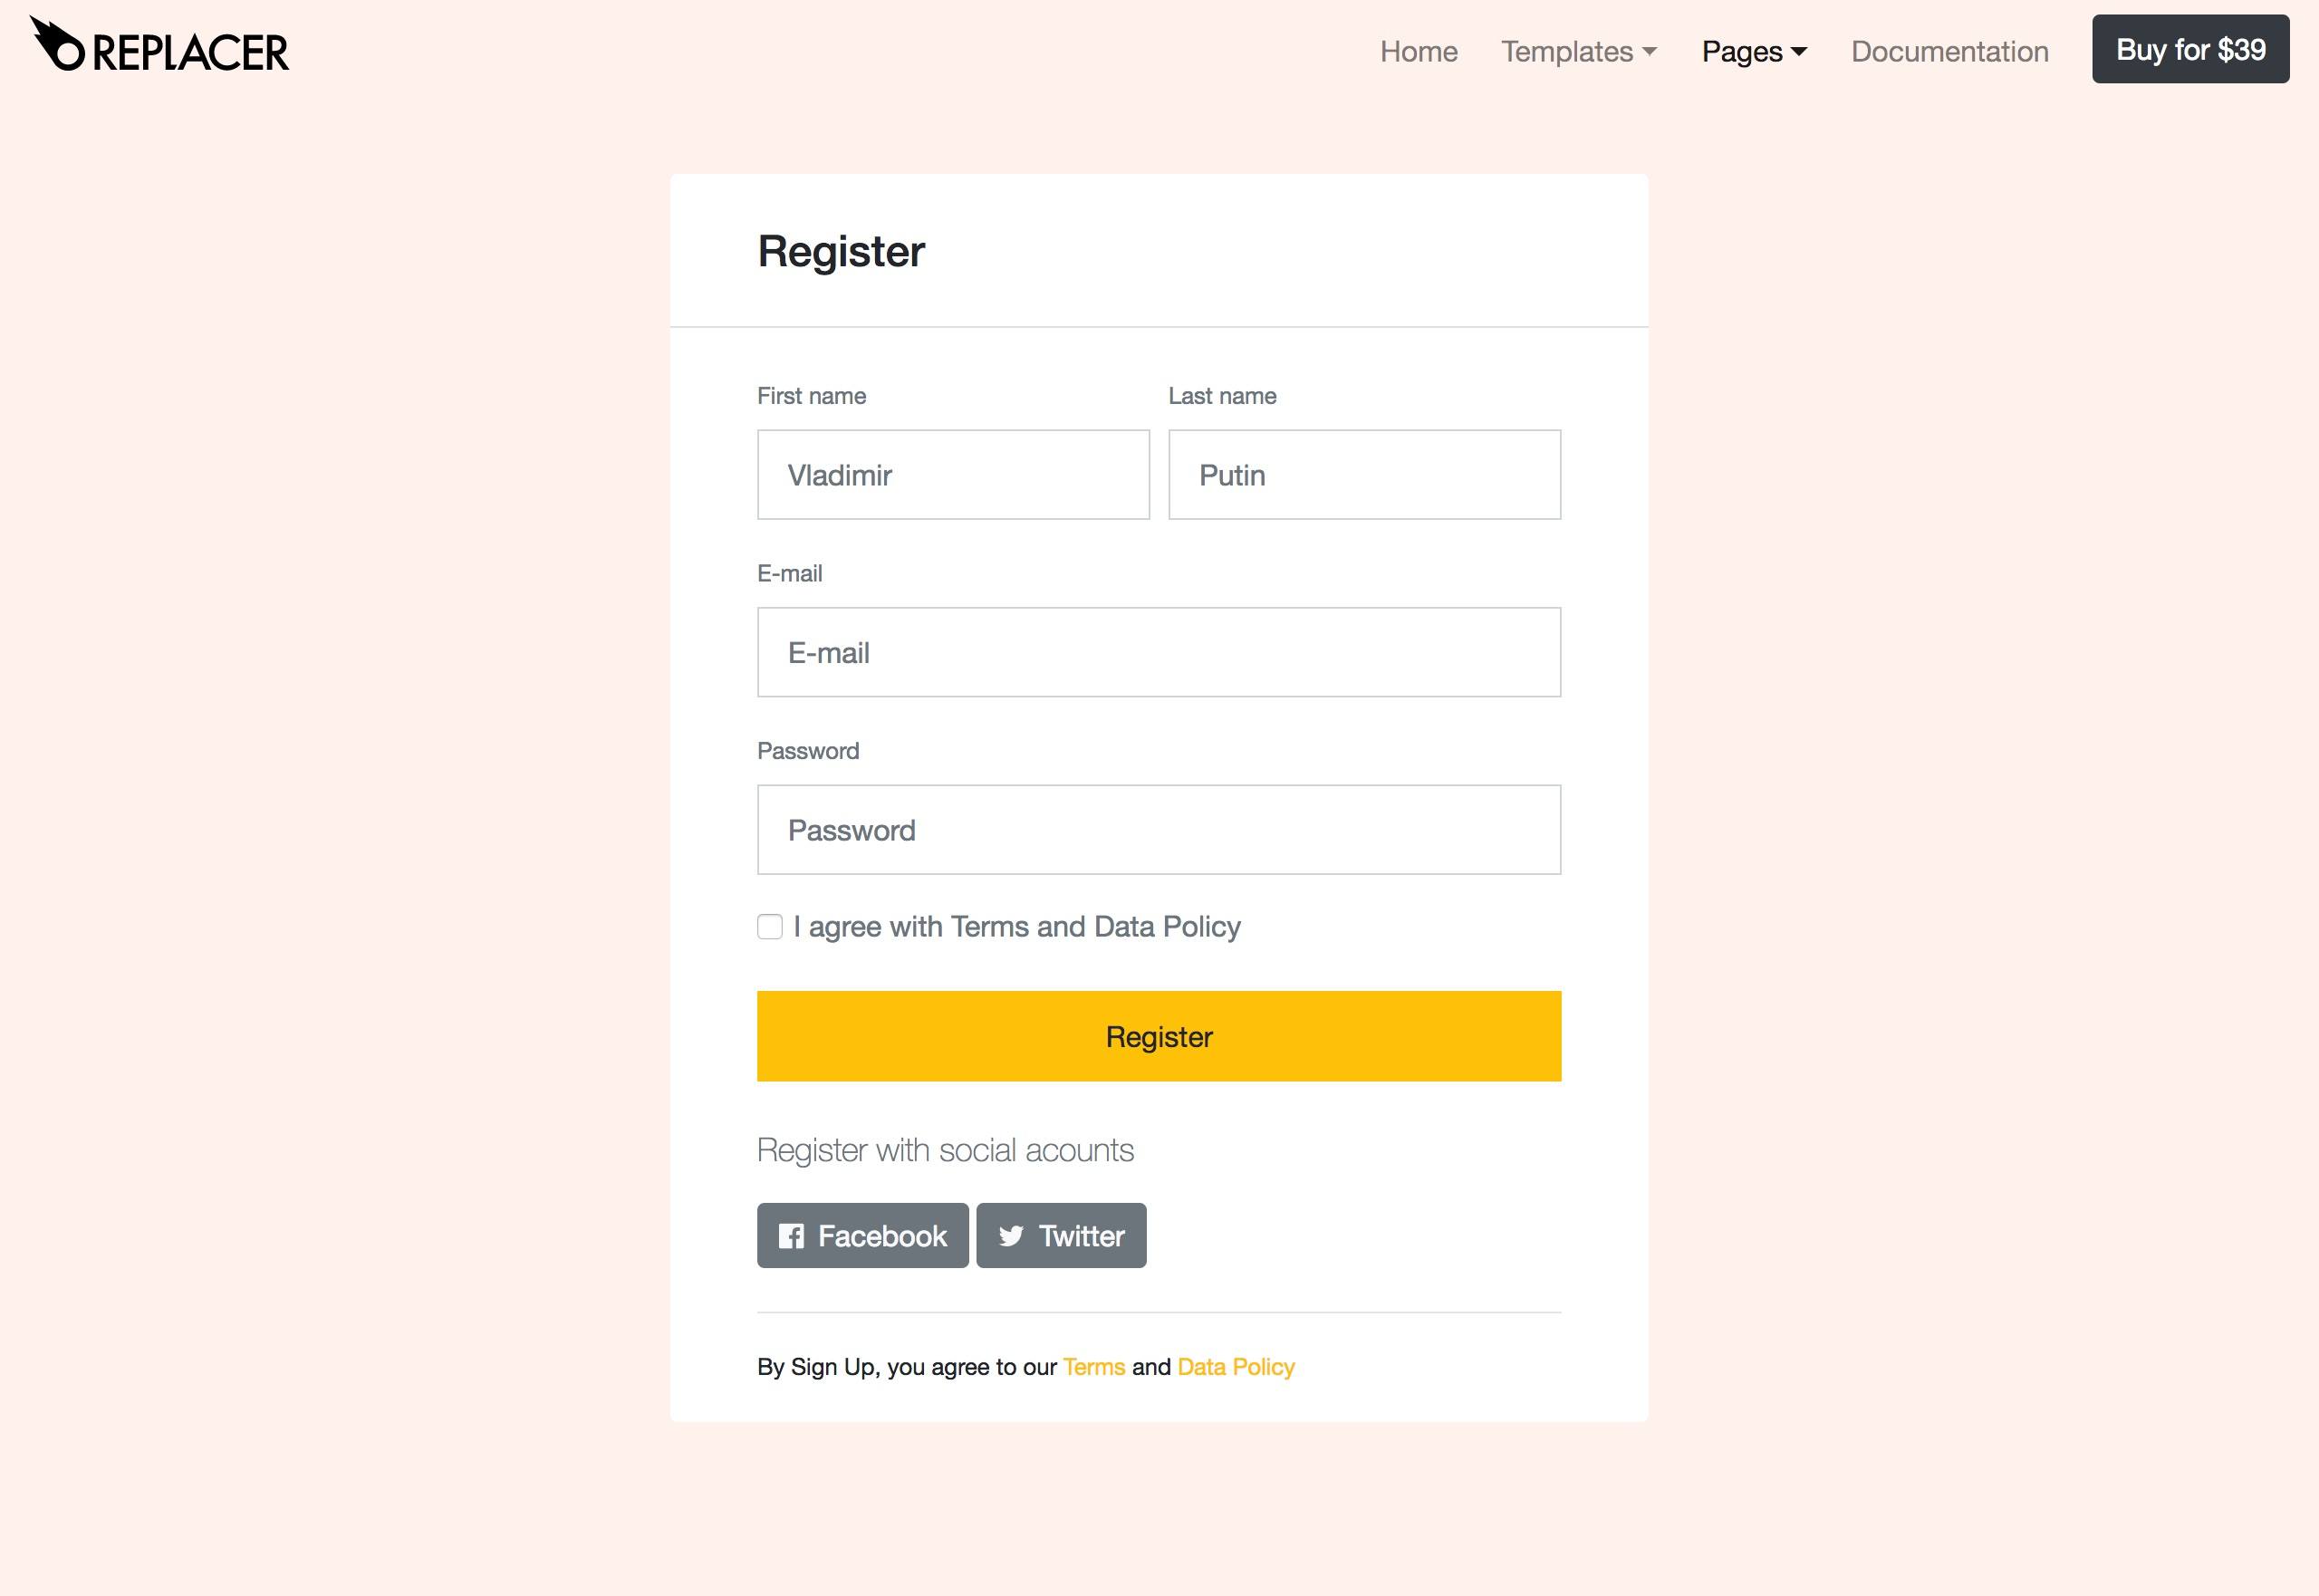 REPLACER
Home Templates Pages Documentation Buy for $39
Register
First name Last name
Vladimir Putin
E-mail
E-mail
Password
Password
I agree with Terms and Data Policy
Register
Register with social acounts
Facebook Twitter
By Sign Up, you agree to our Terms and Data Policy